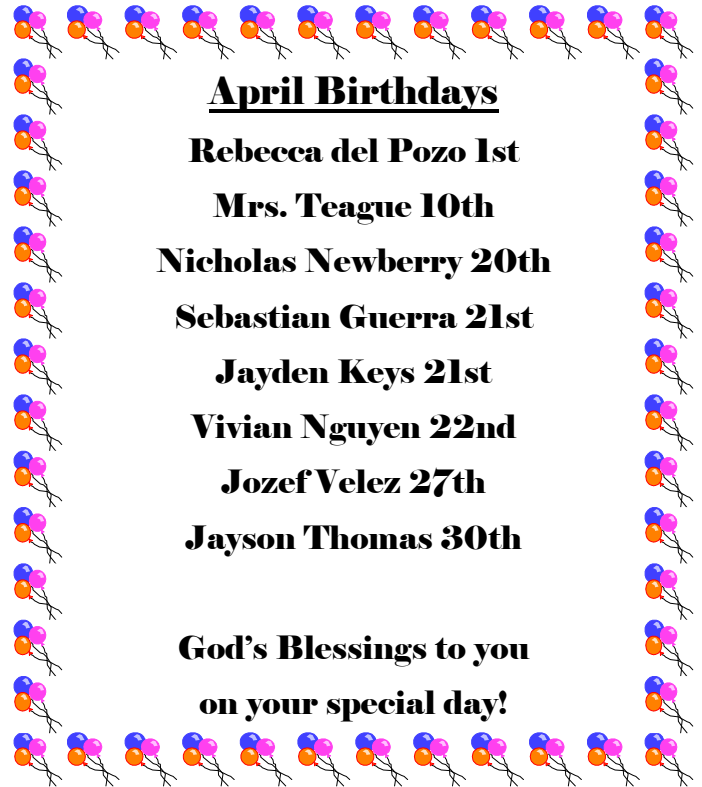 April Birthdays
Rebecca del Pozo 1st
Mrs. Teague 10th
Nicholas Newberry 20th
Sebastian Guerra 21st
Jayden Keys 21st
Vivian Nguyen 22nd
Jozef Velez 27th
Jayson Thomas 30th
God's Blessings to you
on your special day!